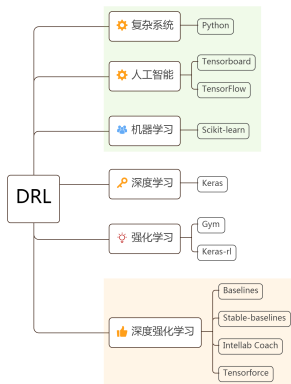 复杂系统
Python
人工智能
Tensorboard
TensorFlow
机器学习
Scikit-learn
DRL
深度学习
Keras
强化学习
Gym
Keras-rl
深度强化学习
Baselines
Stable-baselines
Intellab Coach
Tensorforce